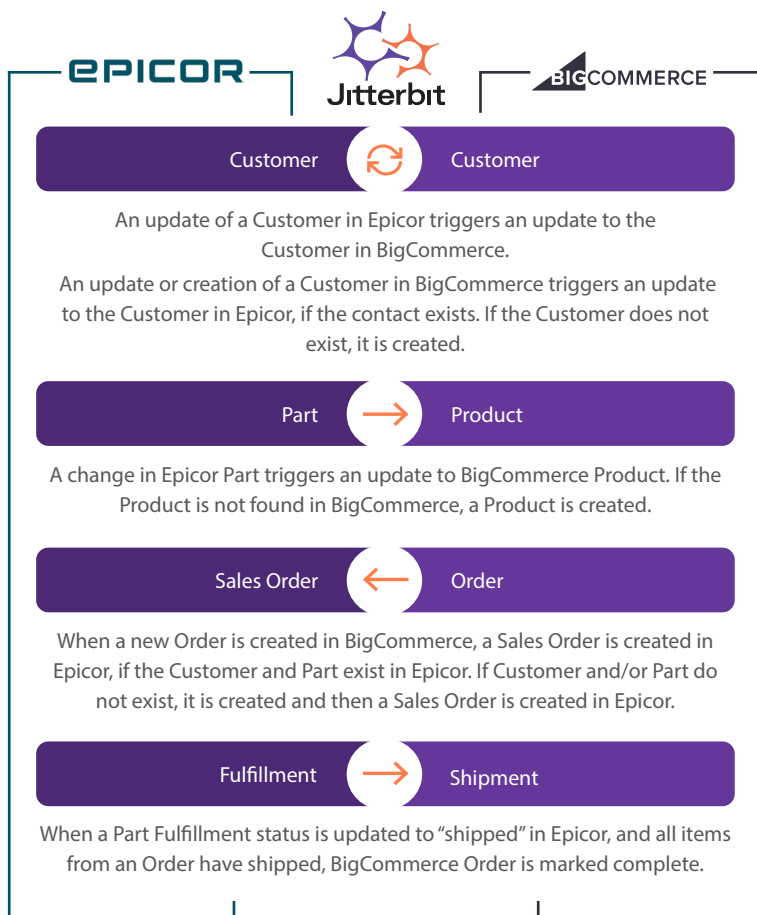 EPICOR
Jitterbit
BIGCOMMERCE
Customer Customer
An update of a Customer in Epicor triggers an update to the
Customer in BigCommerce.
An update or creation of a Customer in BigCommerce triggers an update
to the Customer in Epicor, if the contact exists. If the Customer does not
exist, it is created.
Part Product
A change in Epicor Part triggers an update to BigCommerce Product. If the
Product is not found in BigCommerce, a Product is created.
Sales Order Order
When a new Order is created in BigCommerce, a Sales Order is created in
Epicor, if the Customer and Part exist in Epicor. If Customer and/or Part do
not exist, it is created and then a Sales Order is created in Epicor.
Fulfillment Shipment
When a Part Fulfillment status is updated to “shipped” in Epicor, and all items
from an Order have shipped, BigCommerce Order is marked complete.